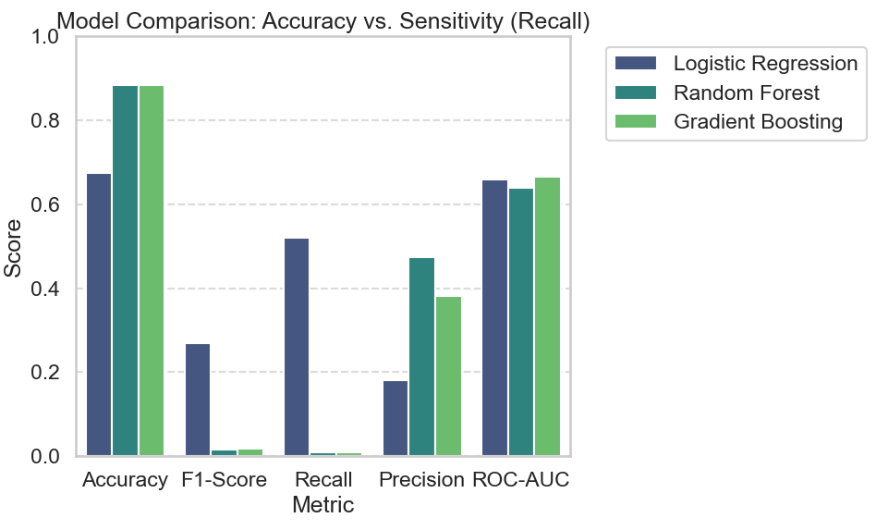 Model Comparison: Accuracy vs. Sensitivity (Recall)
1.0
0.8
0.6
0.4
0.2
0.0
Score
Accuracy F1-Score Recall Precision ROC-AUC
Metric
Logistic Regression
Random Forest
Gradient Boosting